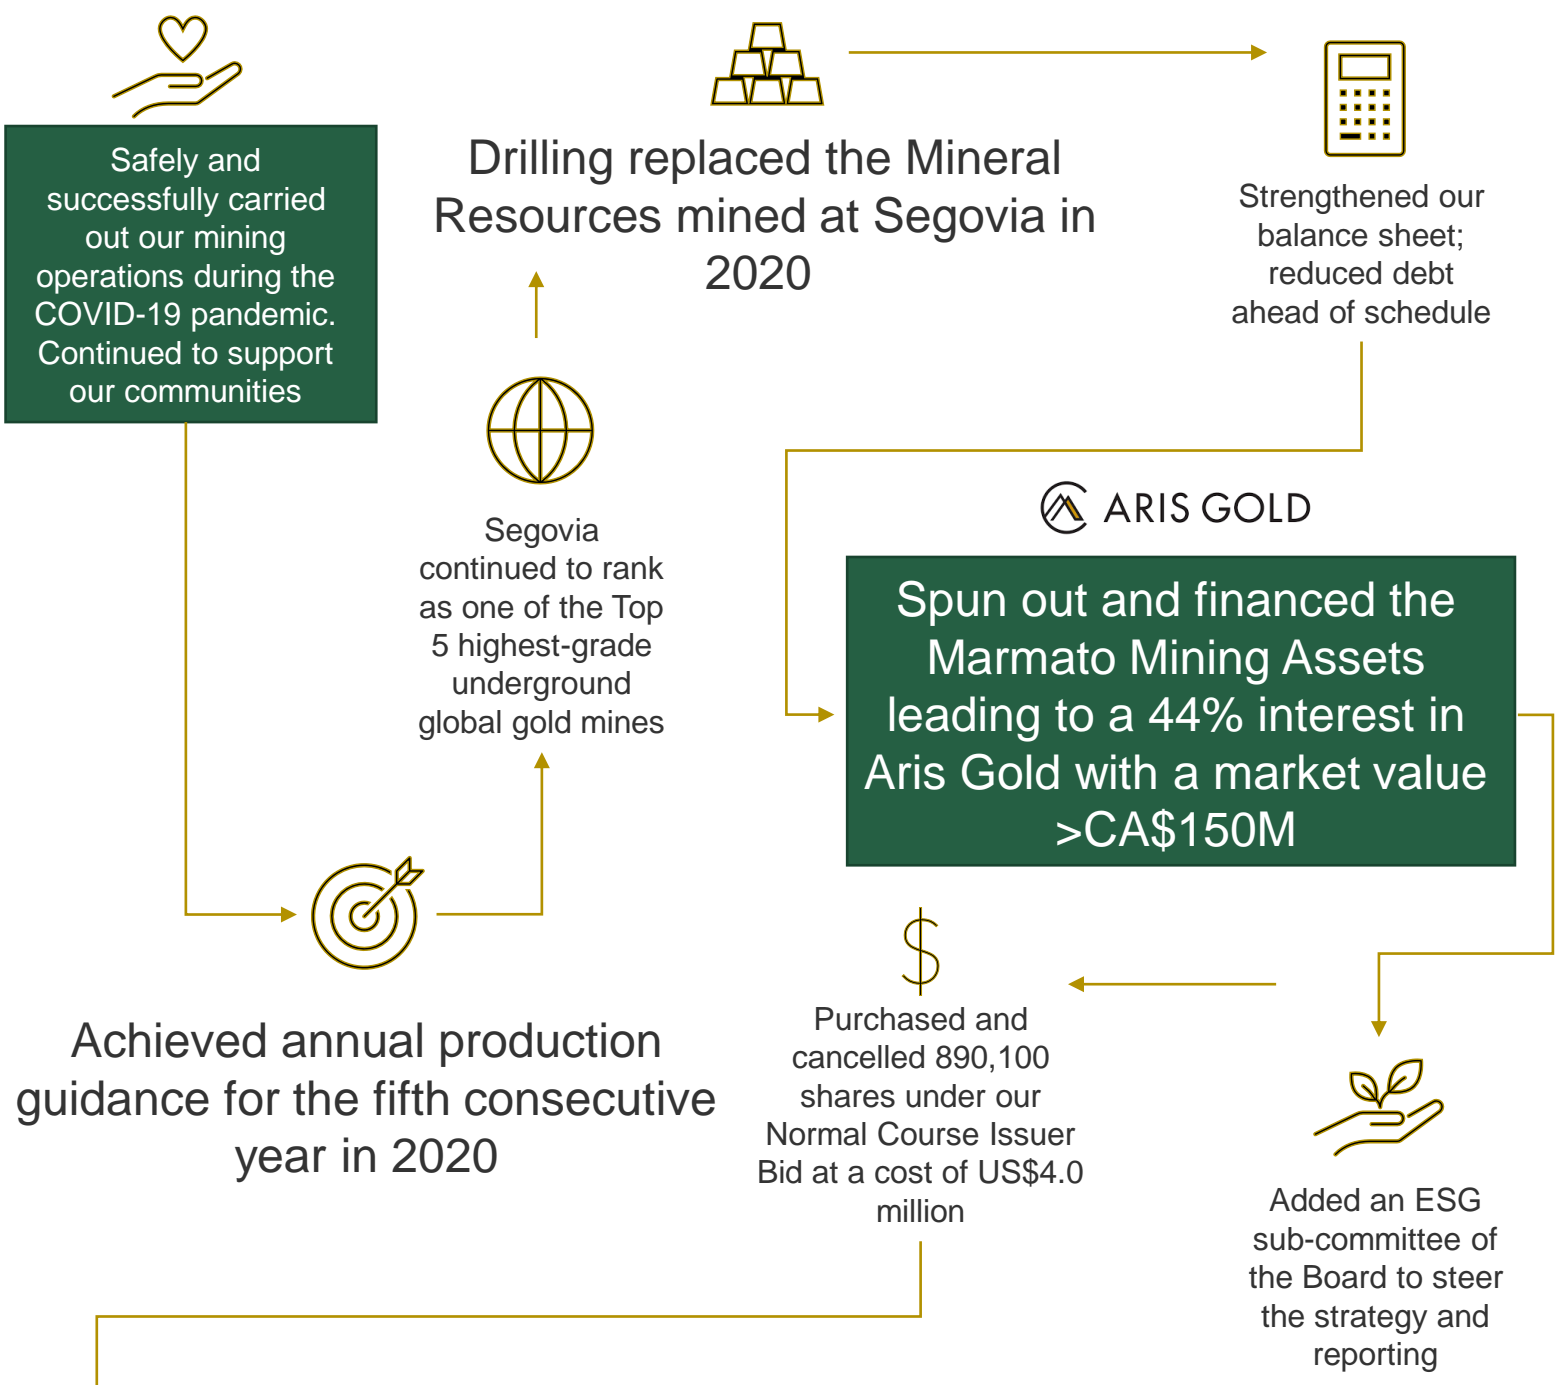 Safely and
successfully carried
out our mining
operations during the
COVID-19 pandemic.
Continued to support
our communities
Achieved annual production
guidance for the fifth consecutive
year in 2020
Segovia
continued to rank
as one of the Top
5 highest-grade
underground
global gold mines
Drilling replaced the Mineral
Resources mined at Segovia in
2020
Strengthened our
balance sheet;
reduced debt
ahead of schedule
ARIS GOLD
Spun out and financed the
Marmato Mining Assets
leading to a 44% interest in
Aris Gold with a market value
>CA$150M
Added an ESG
sub-committee of
the Board to steer
the strategy and
reporting
Purchased and
cancelled 890,100
shares under our
Normal Course Issuer
Bid at a cost of US$4.0
million